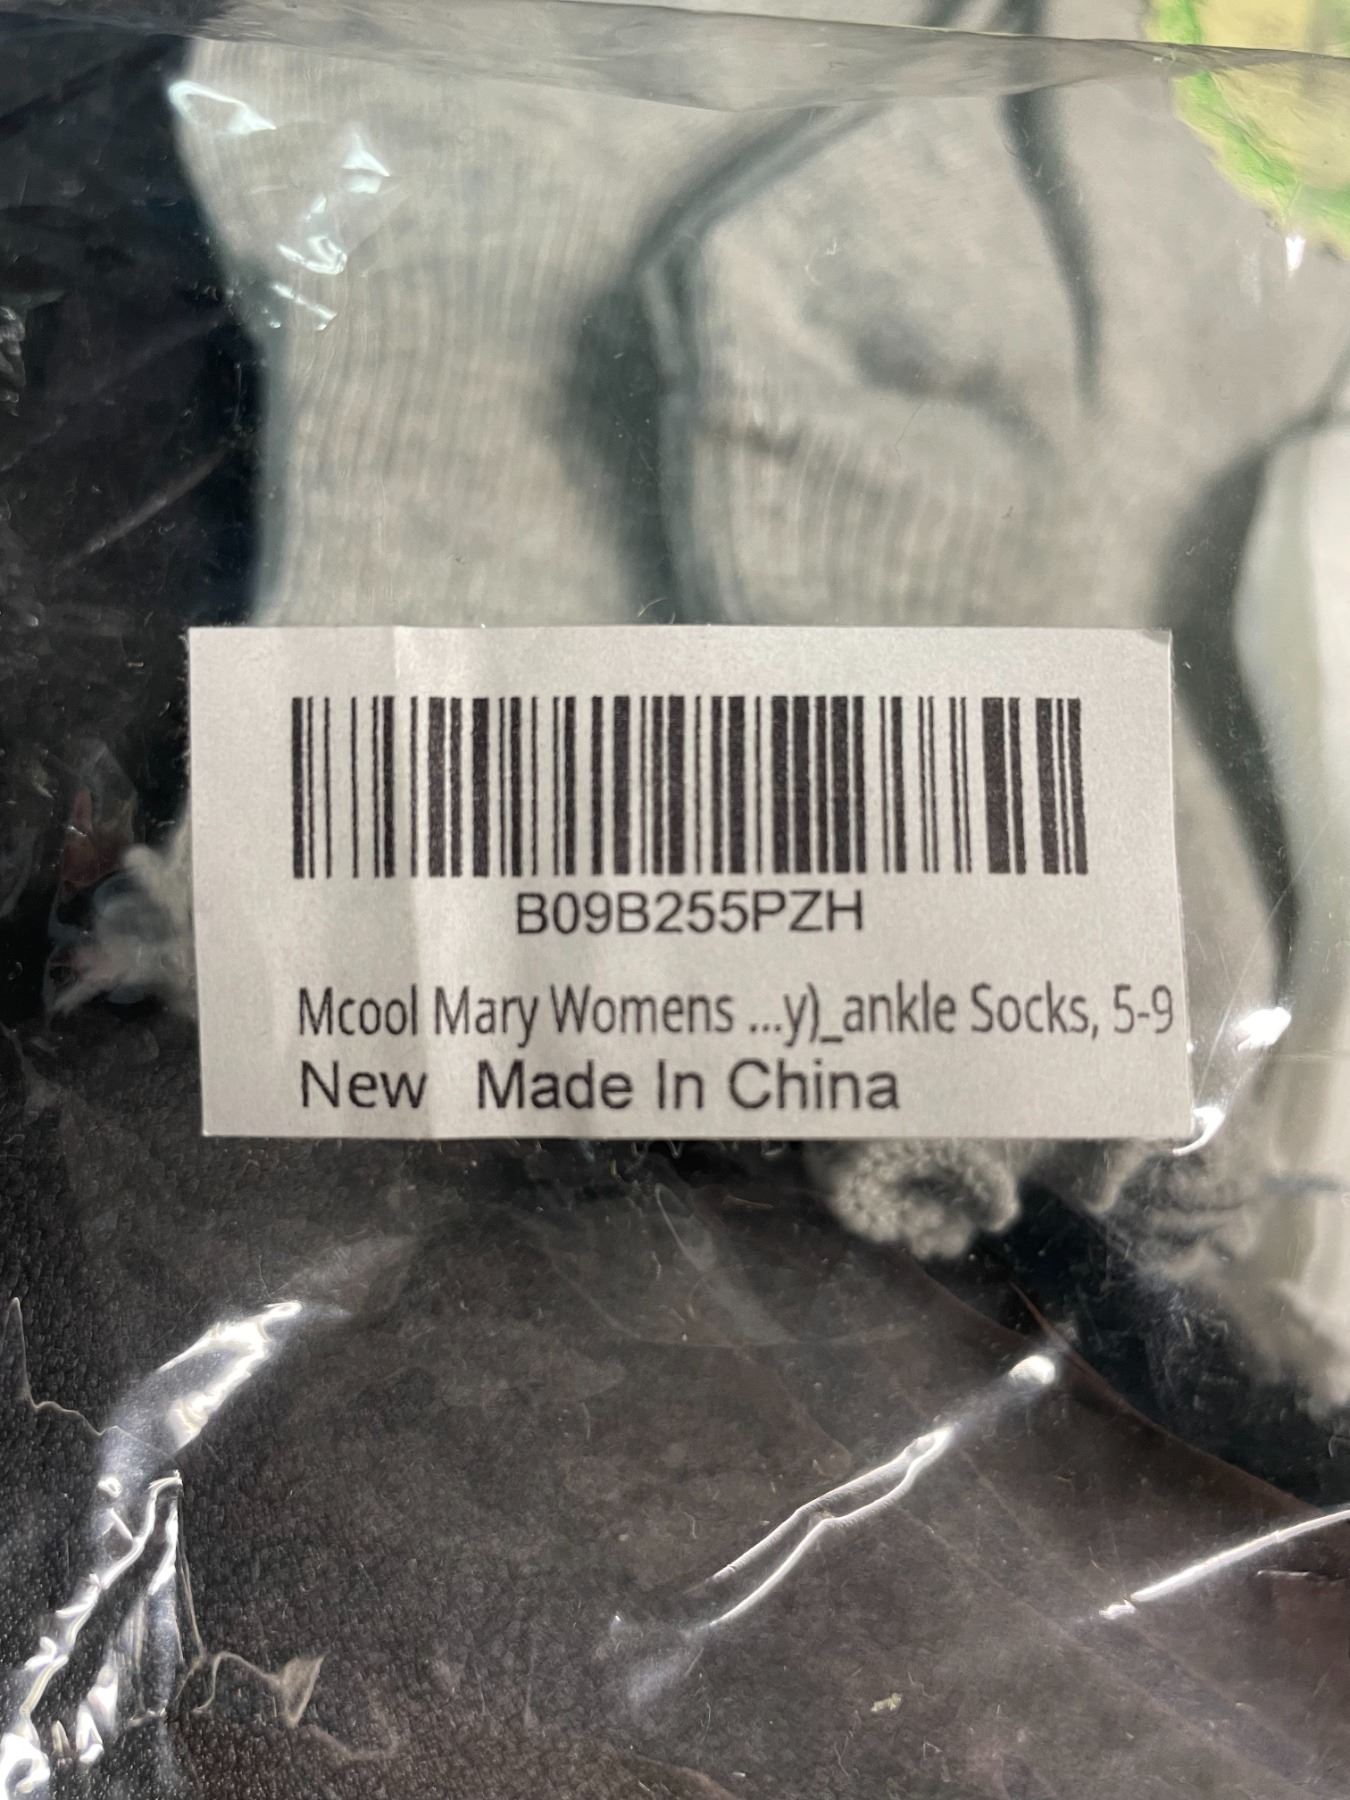 B09B255PZH
Mcool Mary Womens ...y)_ankle Socks, 5-9
New Made In China